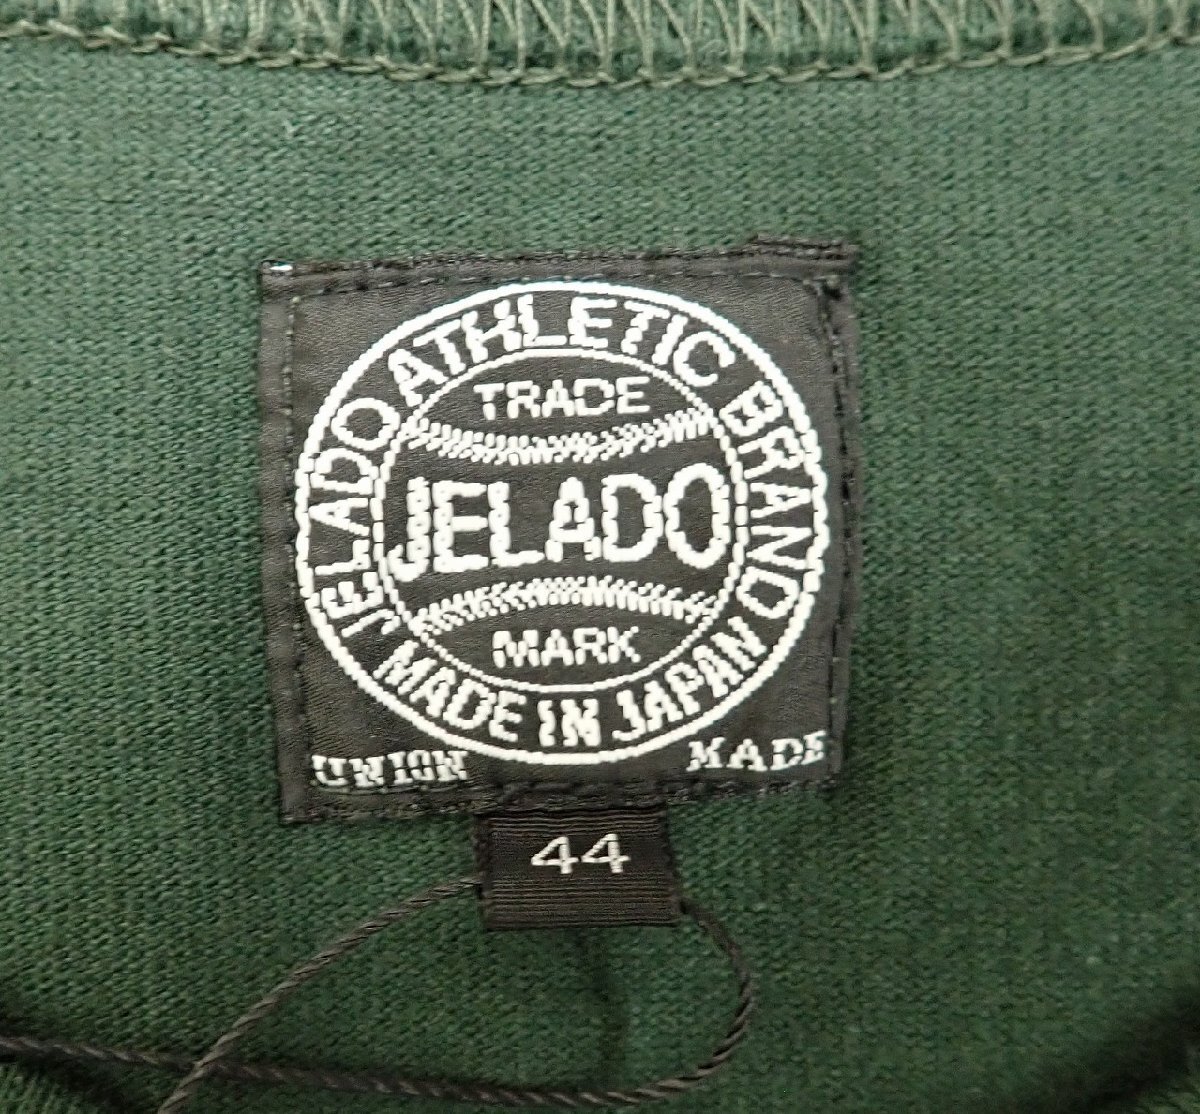 JELADO ATHLETIC BRAND
TRADE
JELADO
MARK
MADE IN JAPAN
UNION MADE
44